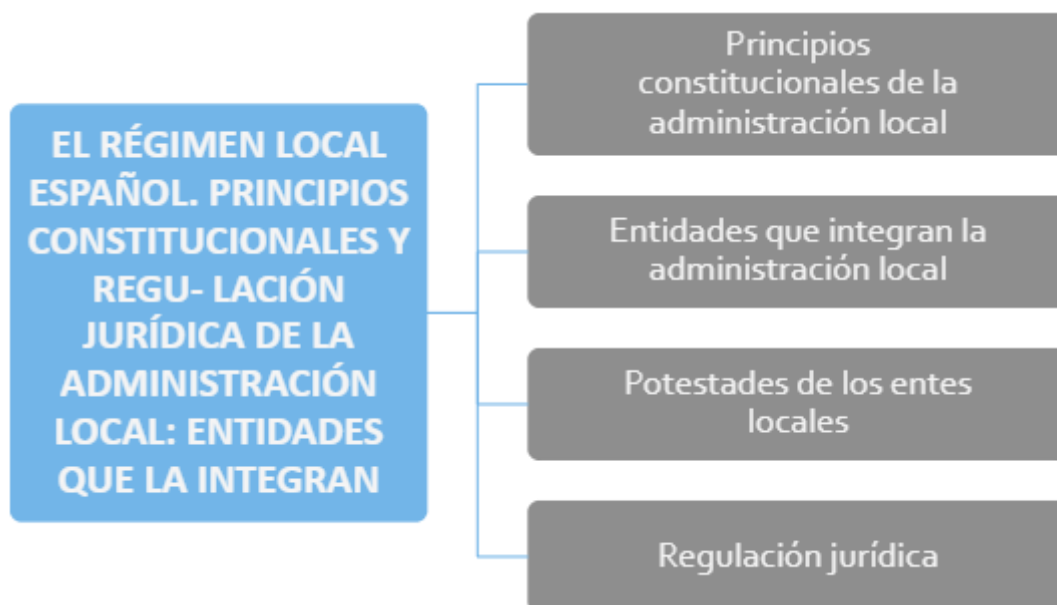 EL RÉGIMEN LOCAL
ESPAÑOL. PRINCIPIOS
CONSTITUCIONALES Y
REGU- LACIÓN
JURÍDICA DE LA
ADMINISTRACIÓN
LOCAL: ENTIDADES
QUE LA INTEGRAN
Principios
constitucionales de la
administración local
Entidades que integran la
administración local
Potestades de los entes
locales
Regulación jurídica